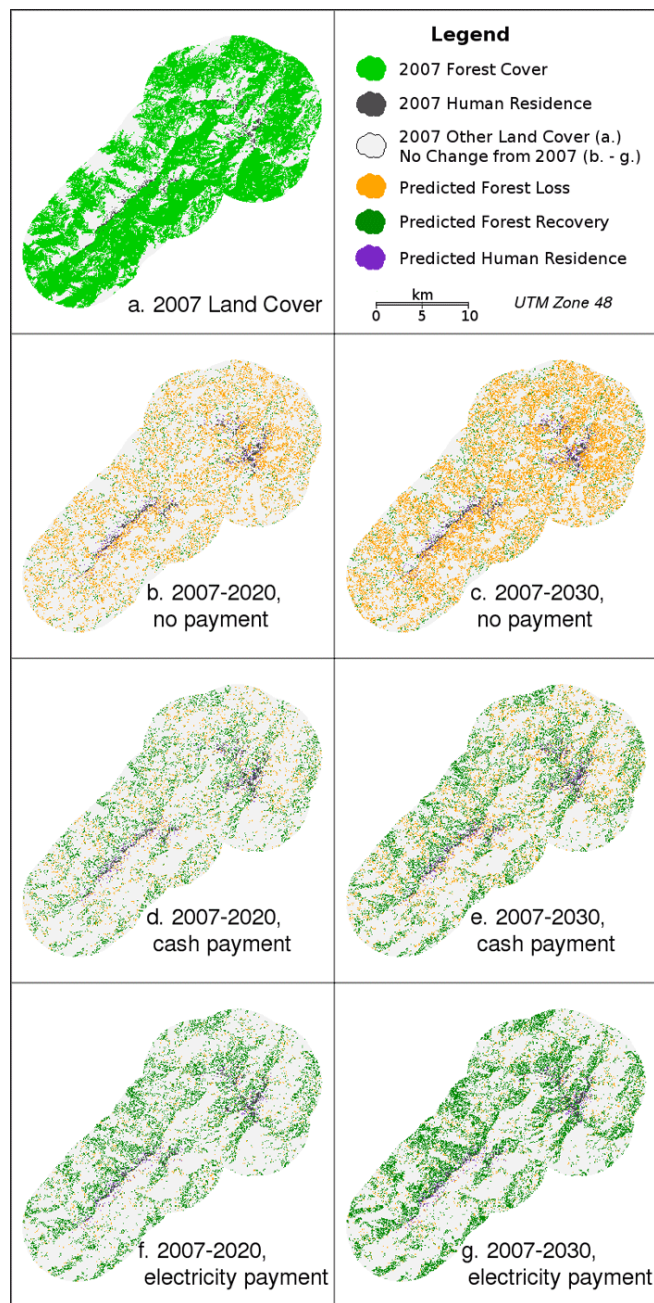 Legend
2007 Forest Cover
2007 Human Residence
2007 Other Land Cover (a.)
No Change from 2007 (b. - g.)
Predicted Forest Loss
Predicted Forest Recovery
Predicted Human Residence
km
0 5 10
UTM Zone 48
a. 2007 Land Cover
b. 2007-2020,
no payment
c. 2007-2030,
no payment
d. 2007-2020,
cash payment
e. 2007-2030,
cash payment
f. 2007-2020,
electricity payment
g. 2007-2030,
electricity payment